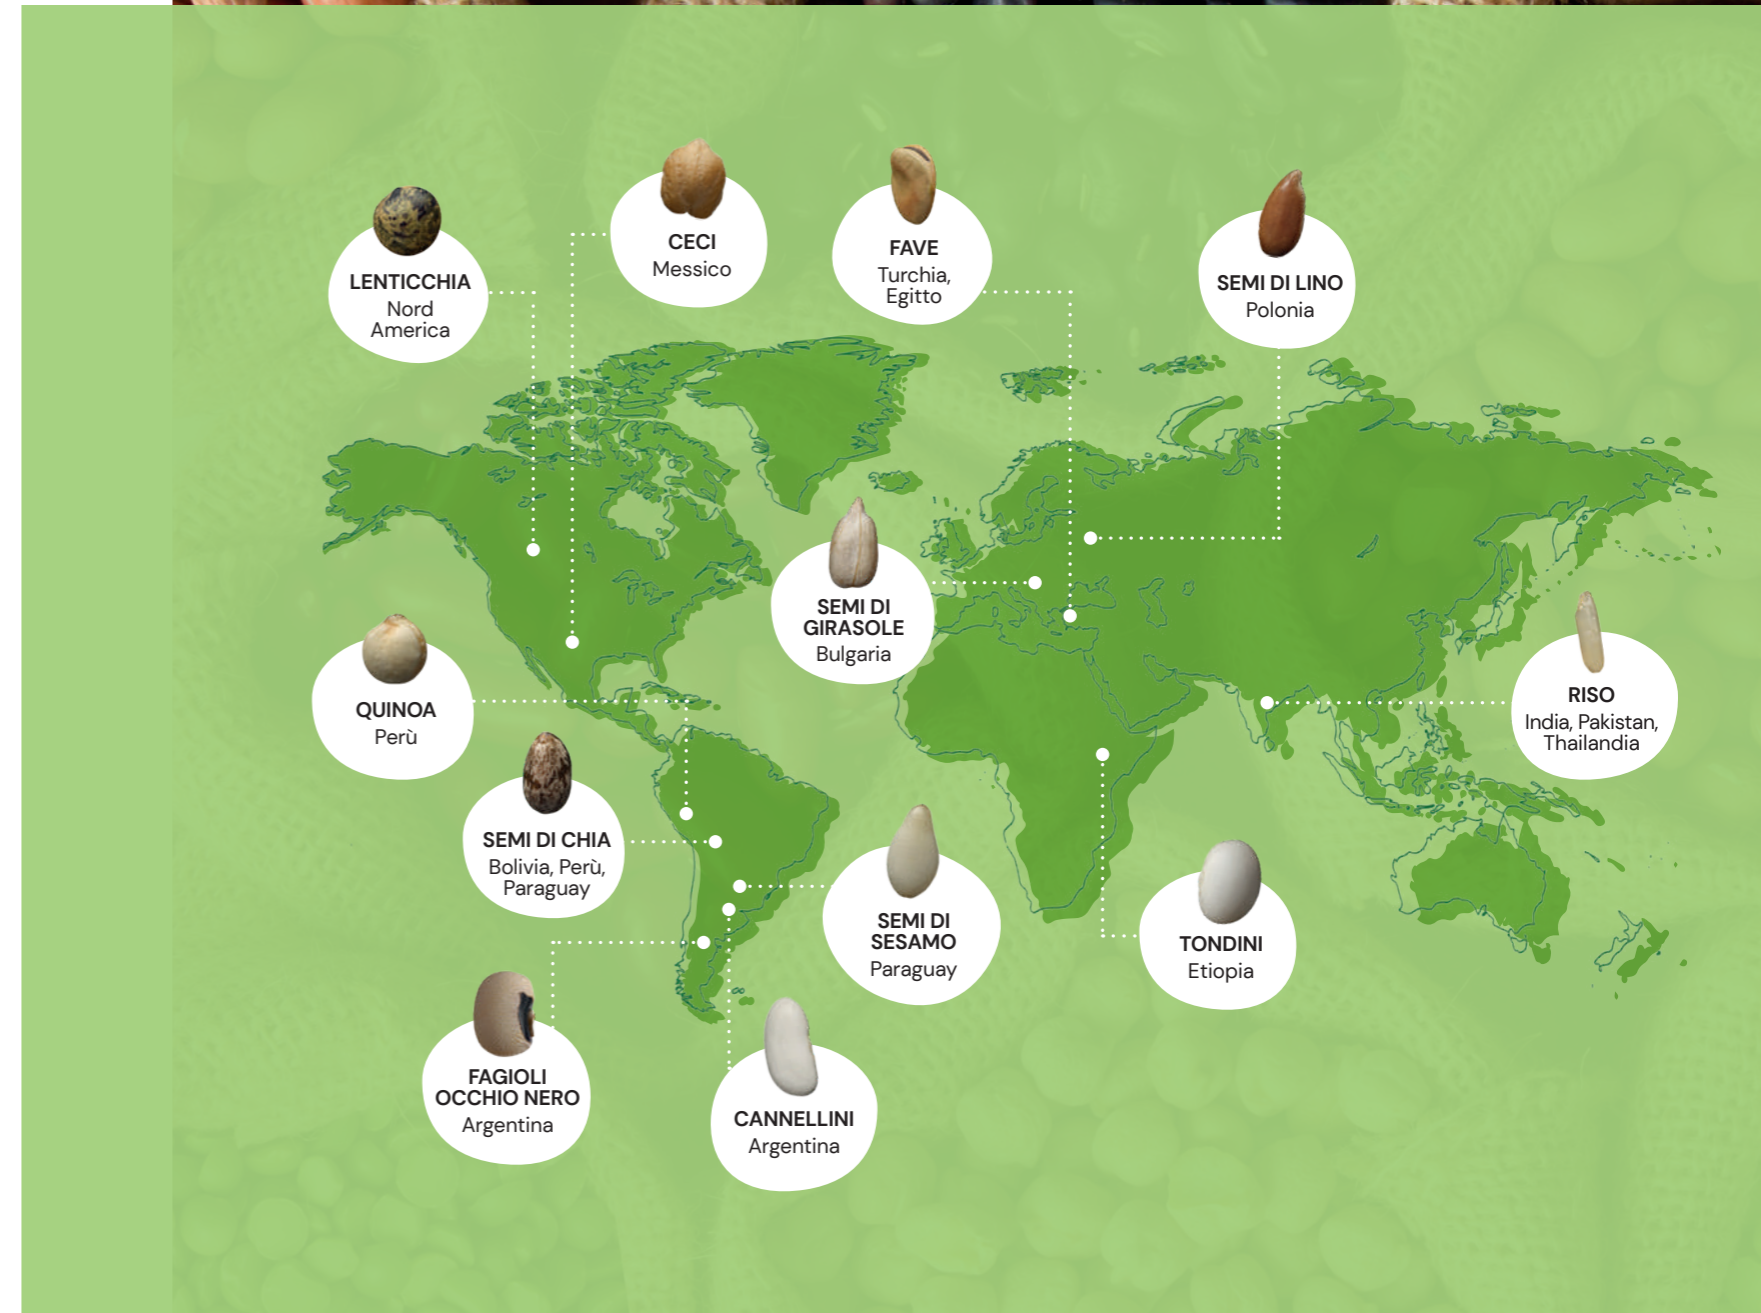 LENTICCHIA
Nord
America
CECI
Messico
FAVE
Turchia,
Egitto
SEMI DI LINO
Polonia
SEMI DI
GIRASOLE
Bulgaria
QUINOA
Perù
RISO
India, Pakistan,
Thailandia
SEMI DI CHIA
Bolivia, Perù,
Paraguay
SEMI DI
SESAMO
Paraguay
TONDINI
Etiopia
FAGIOLI
OCCHIO NERO
Argentina
CANNELLINI
Argentina